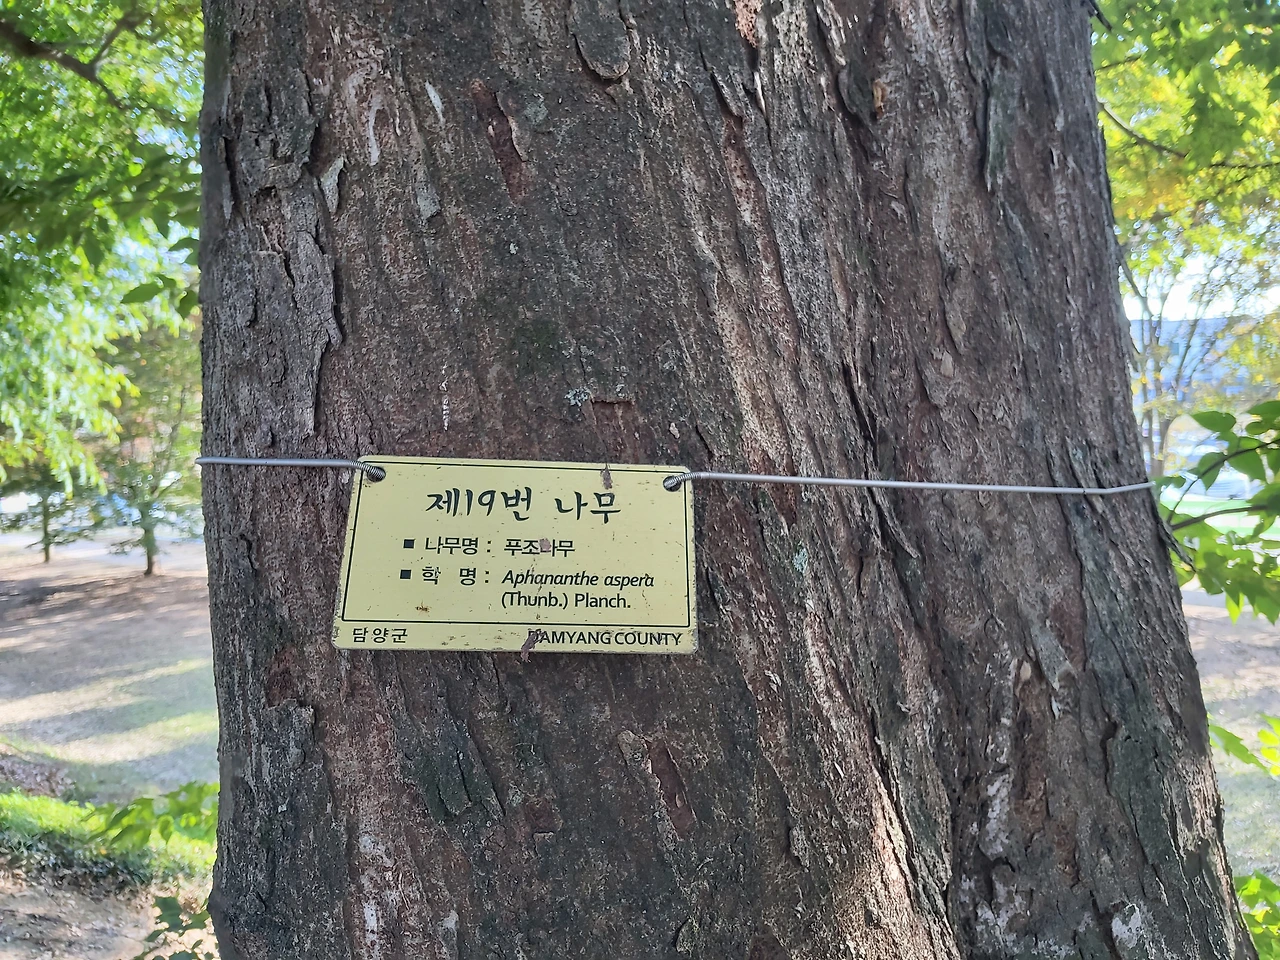 제19번 나무
■ 나무명 : 푸조나무
■ 학 명 : Aphananthe aspera
(Thunb.) Planch.
담양군 DAMYANG COUNTY